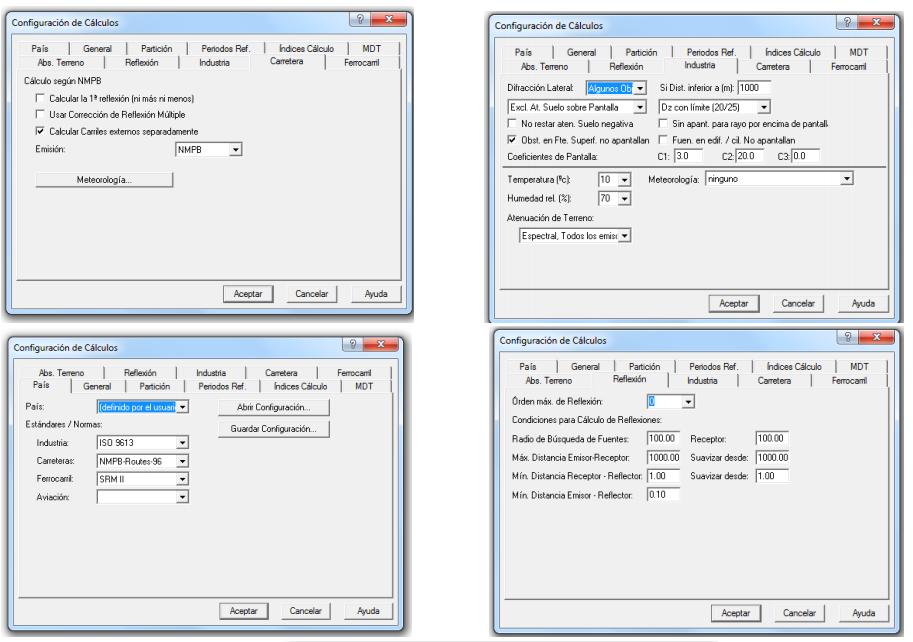 Configuración de Cálculos
País General Partición Periodos Ref. Índices Cálculo MDT
Abs. Terreno Reflexión Industria Carretera Ferrocarril
Cálculo según NMPB
Calcular la 1ª reflexión (ni más ni menos)
Usar Corrección de Reflexión Múltiple
Calcular Carriles externos separadamente
Emisión: NMPB
Meteorología...
Aceptar Cancelar Ayuda
Configuración de Cálculos
País General Partición Periodos Ref. Índices Cálculo MDT
Abs. Terreno Reflexión Industria Carretera Ferrocarril
Difracción Lateral: Algunos Ob Si Dist. inferior a (m): 1000
Excl. At. Suelo sobre Pantalla Dz con límite (20/25)
No restar aten. Suelo negativa Sin apant. para rayo por encima de pantall
Obst. en Fte. Superf. no apantallan Fuen. en edif. / cil. No apantallan
Coeficientes de Pantalla: C1: 3.0 C2: 20.0 C3: 0.0
Temperatura (ºc): 10 Meteorología: ninguno
Humedad rel. (%): 70
Atenuación de Terreno:
Espectral, Todos los emis
Aceptar Cancelar Ayuda
Configuración de Cálculos
Abs. Terreno Reflexión Industria Carretera Ferrocarril
País General Partición Periodos Ref. Índices Cálculo MDT
País: (definido por el usuari Abrir Configuración...
Estándares / Normas: Guardar Configuración...
Industria: ISO 9613
Carreteras: NMPB-Routes-96
Ferrocarril: SRM II
Aviación:
Aceptar Cancelar Ayuda
Configuración de Cálculos
País General Partición Periodos Ref. Índices Cálculo MDT
Abs. Terreno Reflexión Industria Carretera Ferrocarril
Órden máx. de Reflexión: 0
Condiciones para Cálculo de Reflexiones:
Radio de Búsqueda de Fuentes: 100.00 Receptor: 100.00
Máx. Distancia Emisor-Receptor: 1000.00 Suavizar desde: 1000.00
Mín. Distancia Receptor - Reflector: 1.00 Suavizar desde: 1.00
Mín. Distancia Emisor - Reflector: 0.10
Aceptar Cancelar Ayuda